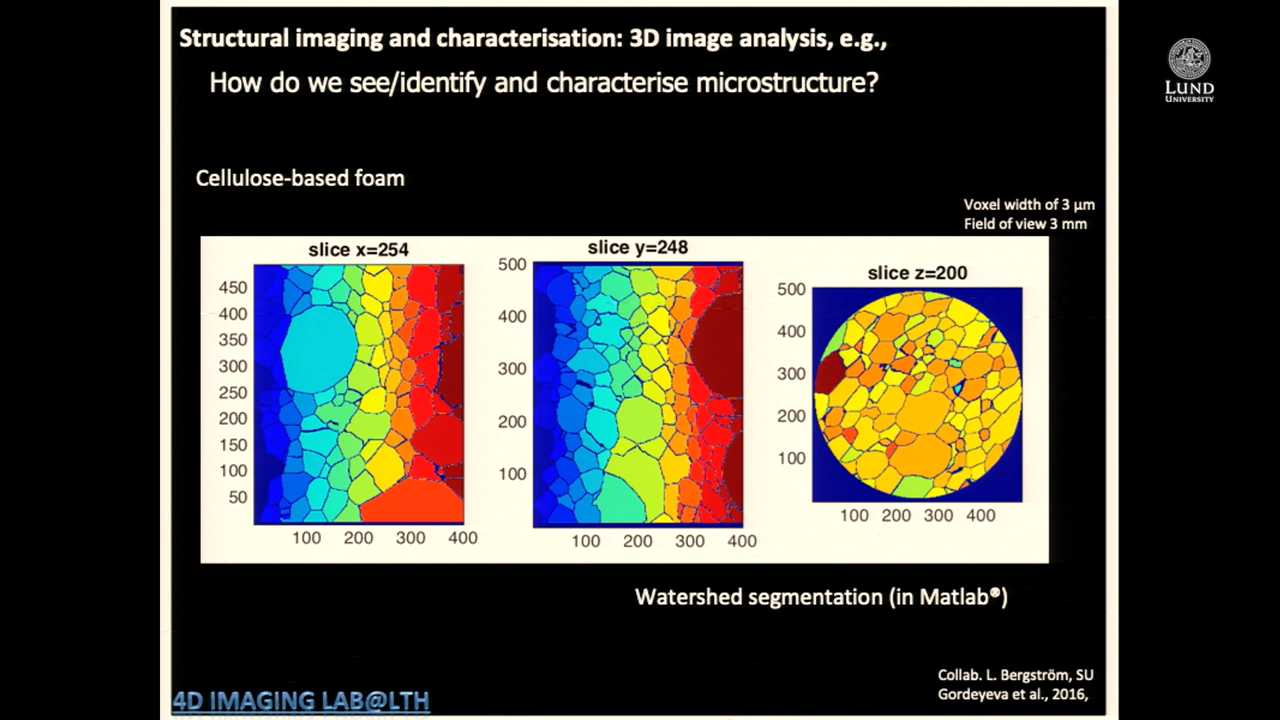 Structural imaging and characterisation: 3D image analysis, e.g.,
How do we see/identify and characterise microstructure?
LUND
UNIVERSITY
Cellulose-based foam
Voxel width of 3 µm
Field of view 3 mm
slice x=254
450
400
350
300
250
200
150
100
50
100 200 300 400
slice y=248
500
400
300
200
100
100 200 300 400
slice z=200
500
400
300
200
100
100 200 300 400
Watershed segmentation (in Matlab®)
Collab. L. Bergström, SU
Gordeyeva et al., 2016,
4D IMAGING LAB@LTH